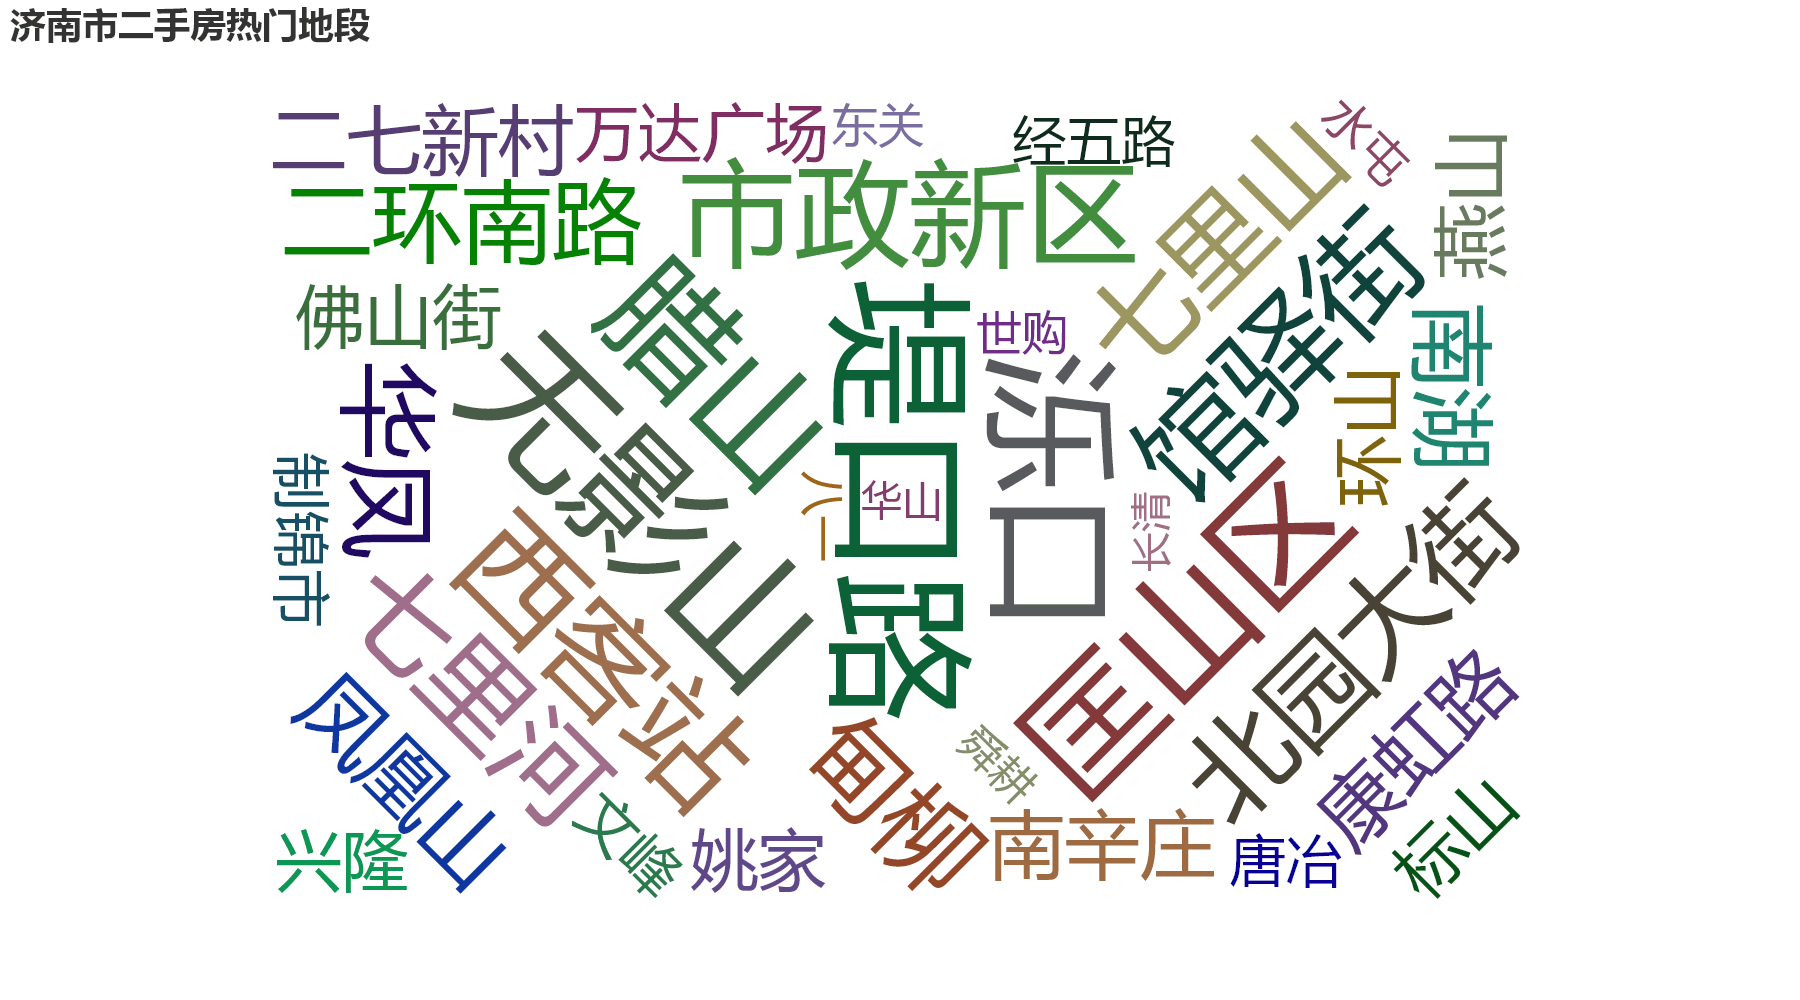 济南市二手房热门地段
二七新村
万达广场
东关
经五路
水屯
燕山
二环南路
市政新区
七里山
佛山街
腊山
堤口路
世购
馆驿街
南湖
华凤
无影山
泺口
环山
制锦市
八一
华山
长清
匡山区
西客站
七里河
北园大街
凤凰山
甸柳
舜耕
康虹路
兴隆
文峰
姚家
南辛庄
唐冶
标山